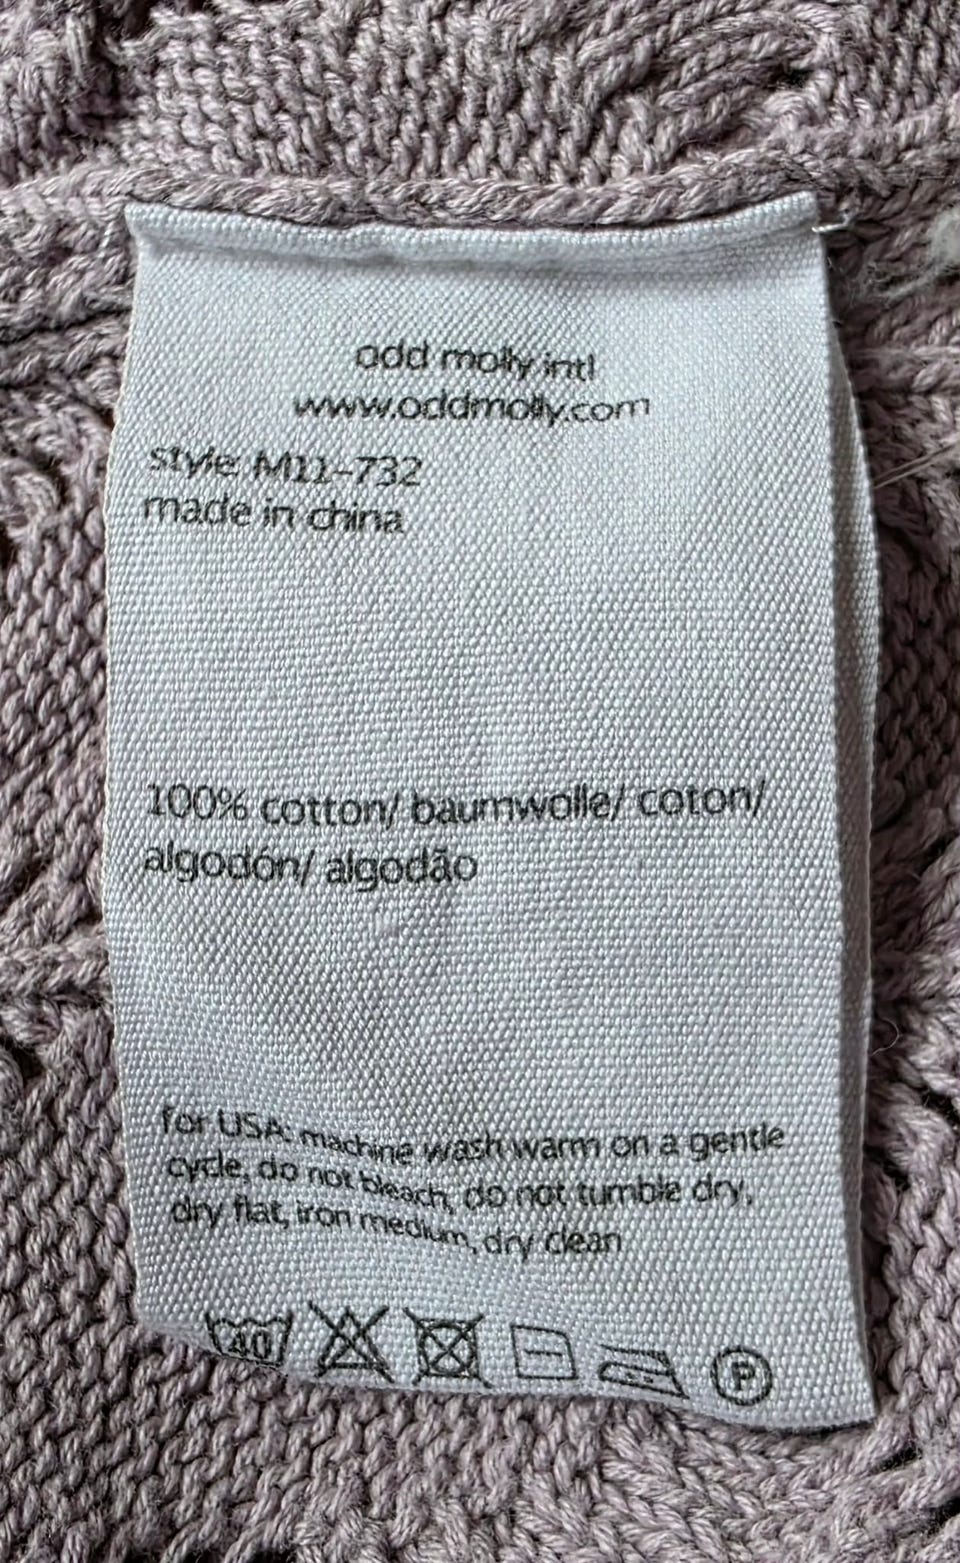 odd molly intl
www.oddmolly.com
style: M11-732
made in china
100% cotton/ baumwolle/ coton/
algodón/ algodão
for USA: machine wash warm on a gentle
cycle, do not bleach, do not tumble dry,
dry flat, iron medium, dry clean
40
P